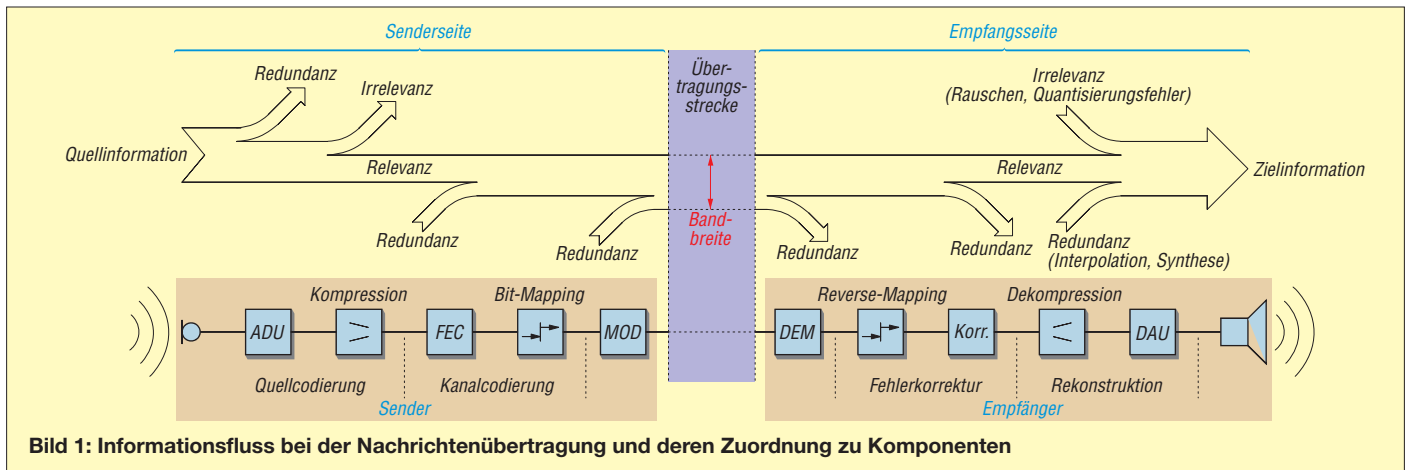 Senderseite
Empfangsseite
Redundanz
Irrelevanz
Über-
tragungs-
strecke
Irrelevanz
(Rauschen, Quantisierungsfehler)
Quellinformation
Relevanz
Relevanz
Zielinformation
Redundanz
Redundanz
Band-
breite
Redundanz
Redundanz
Redundanz
(Interpolation, Synthese)
Kompression
Bit-Mapping
Reverse-Mapping
Dekompression
ADU
FEC
MOD
DEM
Korr.
DAU
Quellcodierung
Kanalcodierung
Fehlerkorrektur
Rekonstruktion
Sender
Empfänger
Bild 1: Informationsfluss bei der Nachrichtenübertragung und deren Zuordnung zu Komponenten